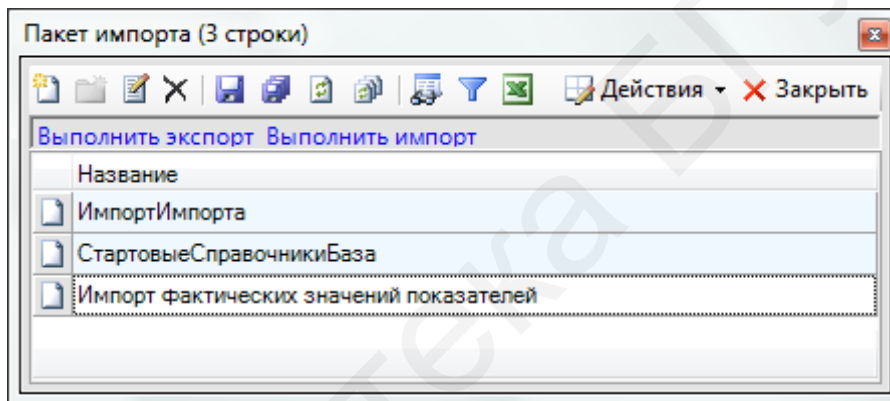 Пакет импорта (3 строки)
Действия Закрыть
Выполнить экспорт Выполнить импорт
Название
ИмпортИмпорта
СтартовыеСправочникиБаза
Импорт фактических значений показателей